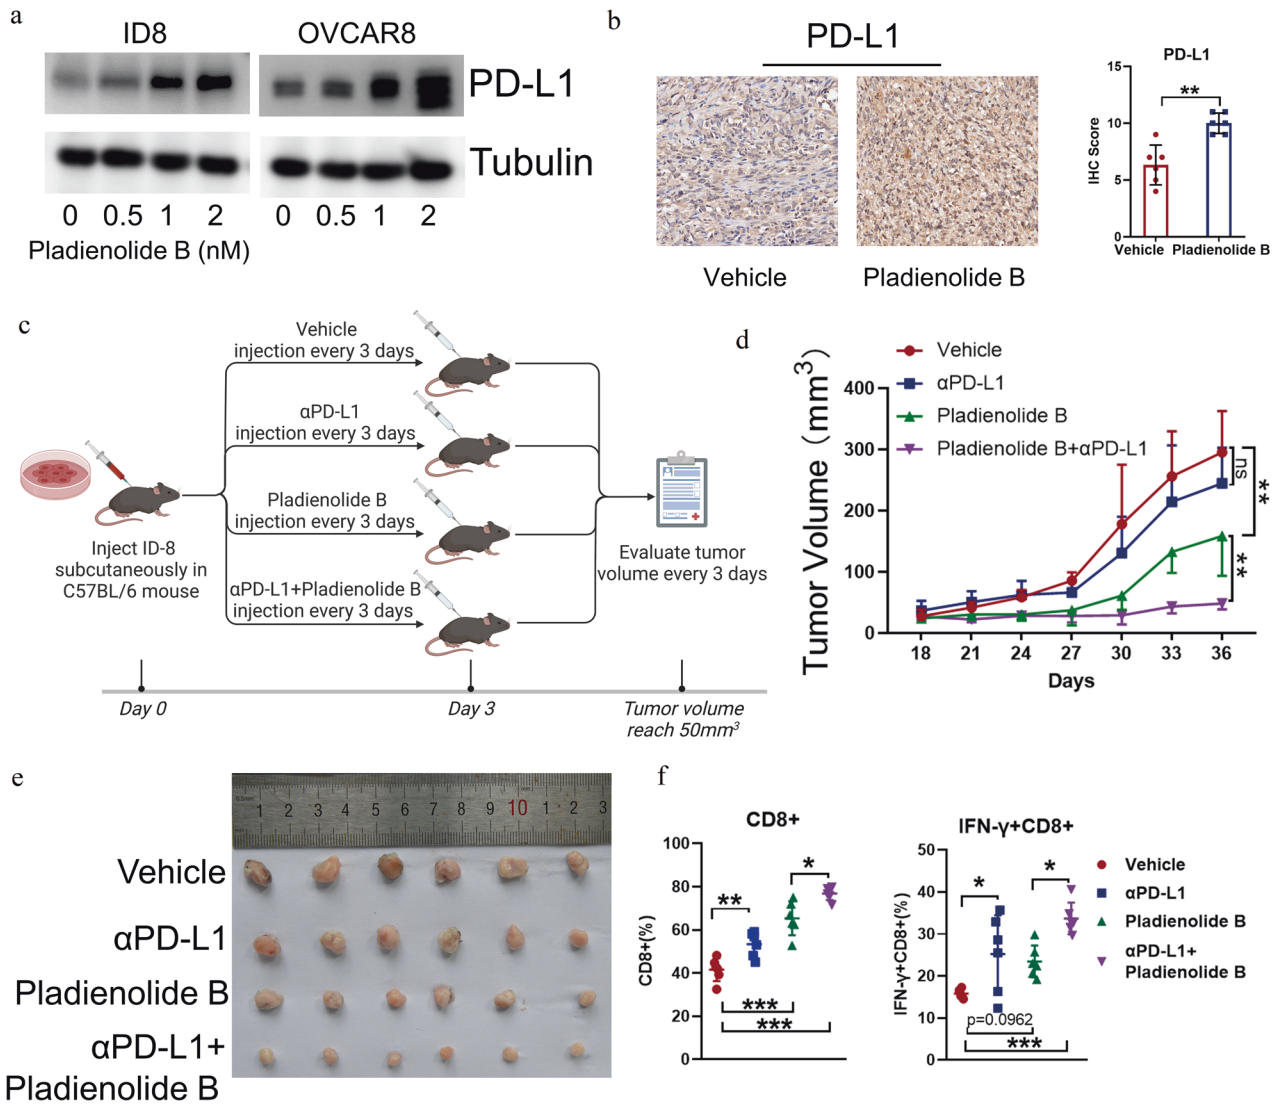 a
ID8
OVCAR8
PD-L1
Tubulin
0 0.5 1 2
0 0.5 1 2
Pladienolide B (nM)
b
PD-L1
Vehicle
Pladienolide B
PD-L1
IHC Score
15
10
5
0
**
Vehicle Pladienolide B
c
Vehicle
injection every 3 days
αPD-L1
injection every 3 days
Pladienolide B
injection every 3 days
αPD-L1+Pladienolide B
injection every 3 days
Inject ID-8
subcutaneously in
C57BL/6 mouse
Evaluate tumor
volume every 3 days
Day 0
Day 3
Tumor volume
reach 50mm³
d
Vehicle
αPD-L1
Pladienolide B
Pladienolide B+αPD-L1
Tumor Volume (mm³)
400
300
200
100
0
18 21 24 27 30 33 36
Days
ns
**
**
e
1 2 3 4 5 6 7 8 9 10 1 2 3
Vehicle
αPD-L1
Pladienolide B
αPD-L1+
Pladienolide B
f
CD8+
CD8+(%)
100
80
60
40
20
0
**
*
***
***
IFN-γ+CD8+
IFN-γ+CD8+(%)
50
40
30
20
10
0
*
*
p=0.0962
***
Vehicle
αPD-L1
Pladienolide B
αPD-L1+
Pladienolide B